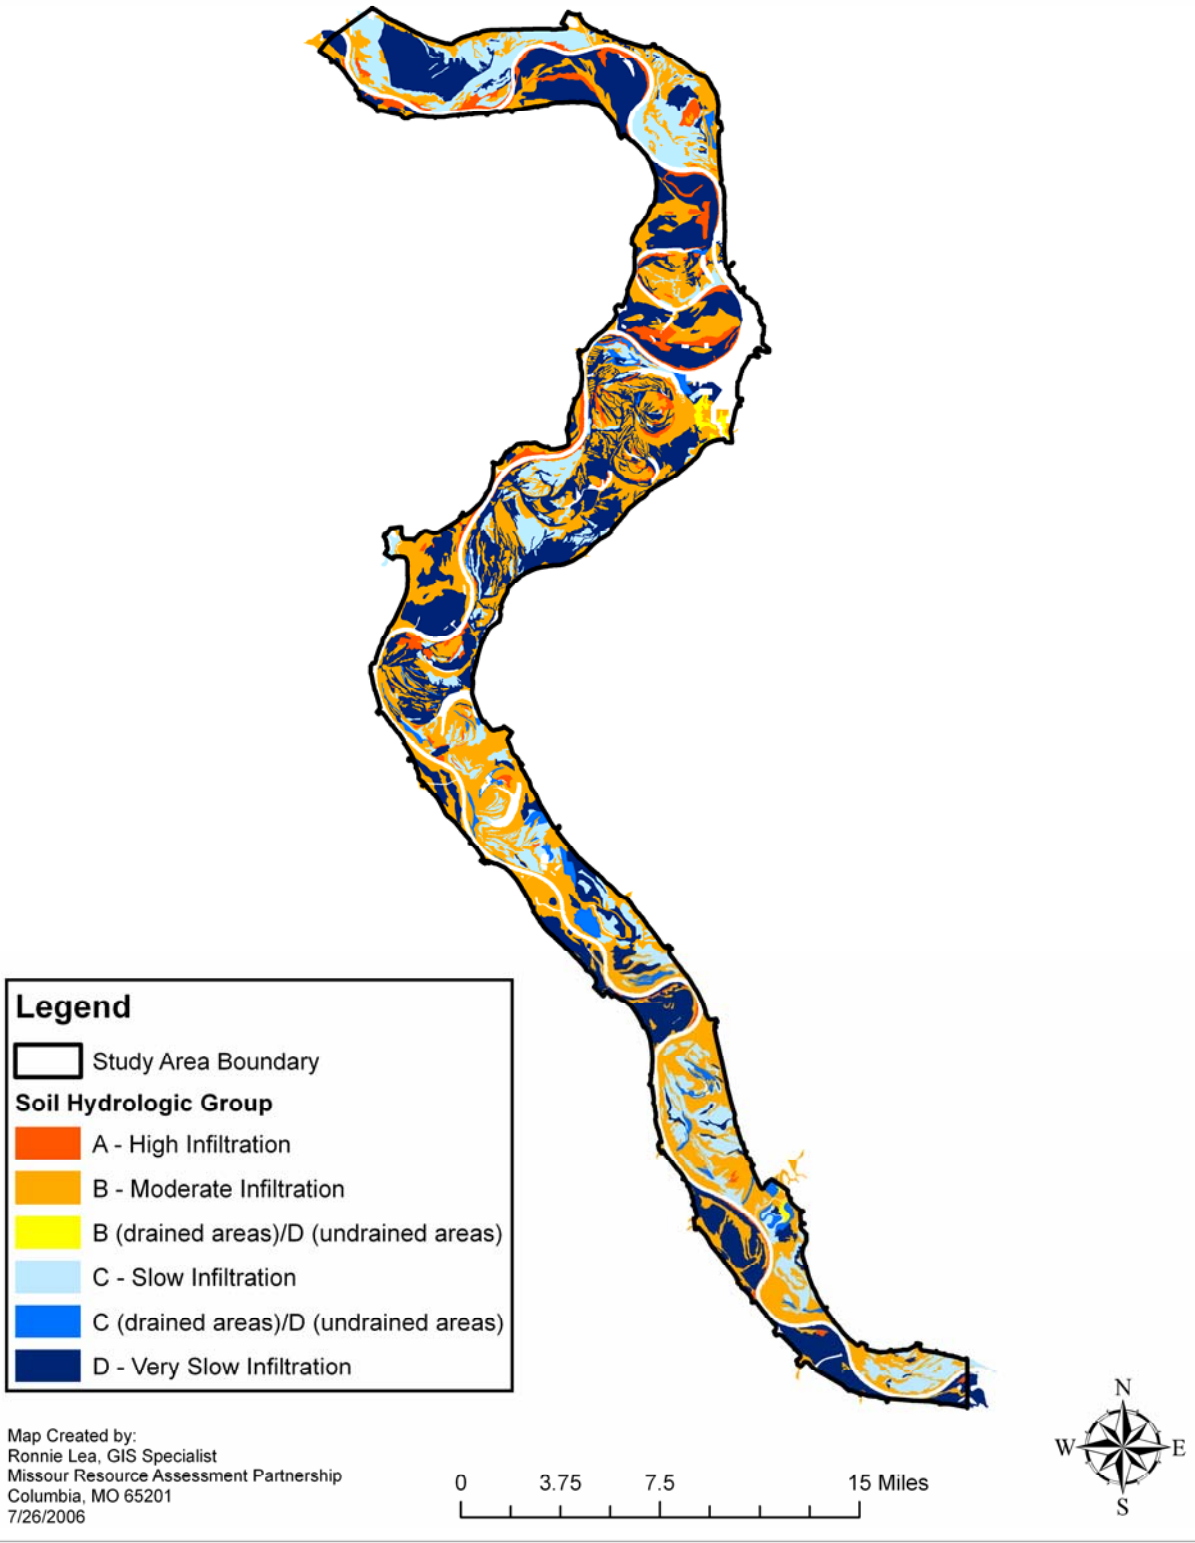 Legend
Study Area Boundary
Soil Hydrologic Group
A - High Infiltration
B - Moderate Infiltration
B (drained areas)/D (undrained areas)
C - Slow Infiltration
C (drained areas)/D (undrained areas)
D - Very Slow Infiltration
Map Created by:
Ronnie Lea, GIS Specialist
Missour Resource Assessment Partnership
Columbia, MO 65201
7/26/2006
0 3.75 7.5 15 Miles
N
W E
S